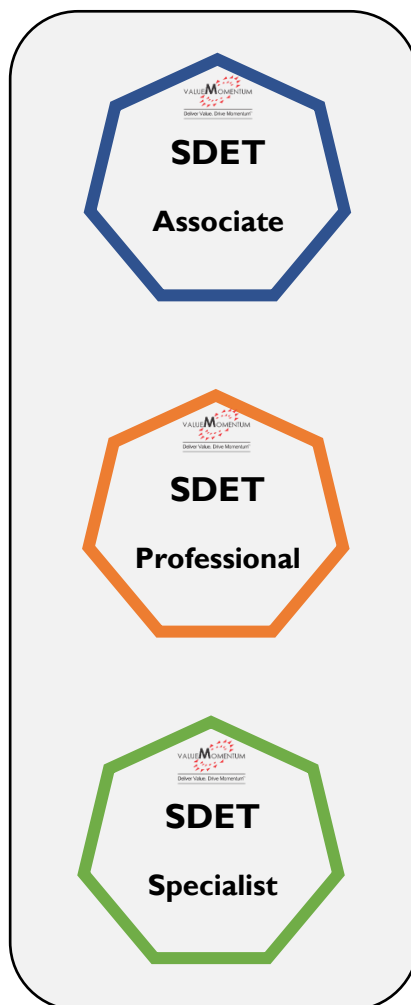 VALUEMOMENTUM
Deliver Value. Drive Momentum®
SDET
Associate
VALUEMOMENTUM
Deliver Value. Drive Momentum®
SDET
Professional
VALUEMOMENTUM
Deliver Value. Drive Momentum®
SDET
Specialist